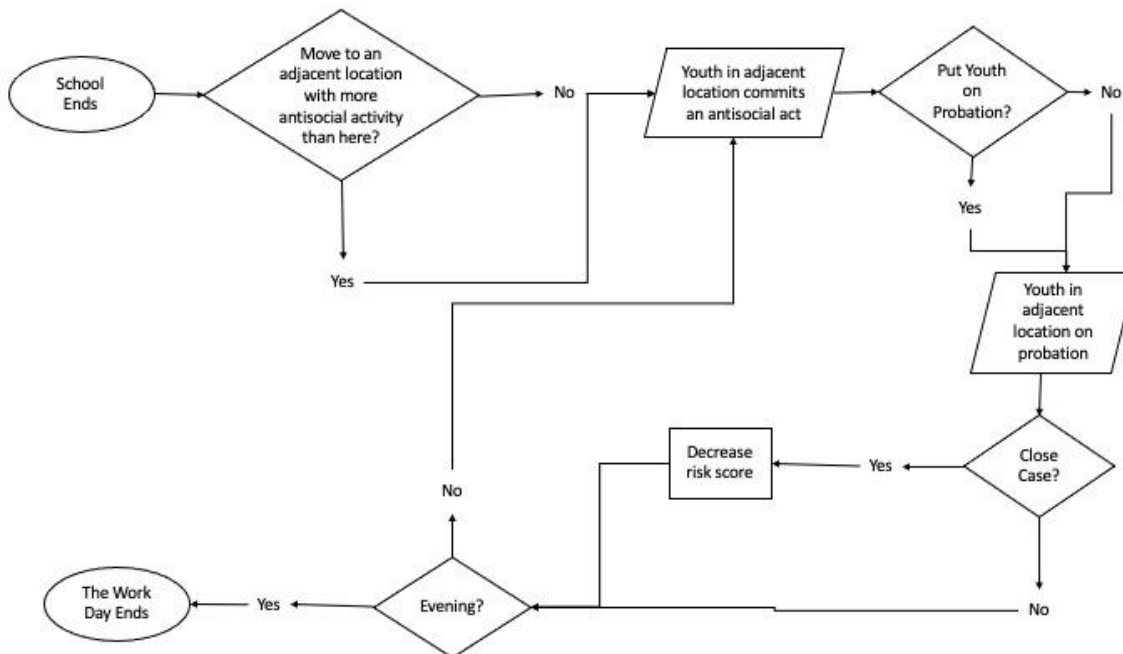 School
Ends
Move to an
adjacent location
with more
antisocial activity
than here?
No
Yes
Youth in adjacent
location commits
an antisocial act
Put Youth
on
Probation?
No
Yes
Youth in
adjacent
location on
probation
Close
Case?
Yes
No
Decrease
risk score
Evening?
No
Yes
The Work
Day Ends